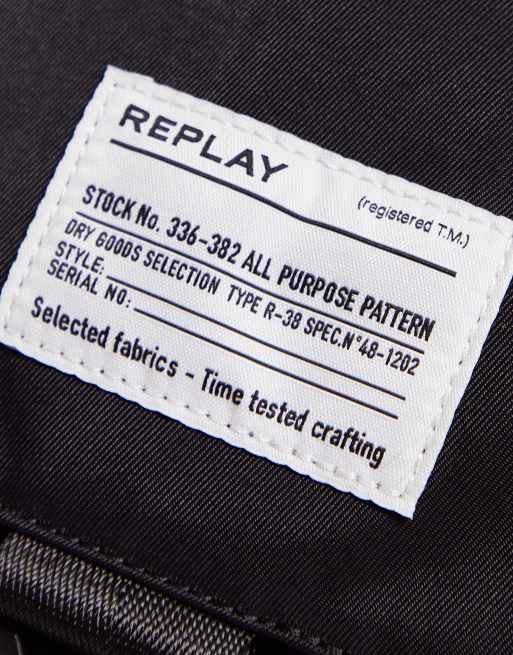 REPLAY
(registered T.M.)
STOCK No. 336-382 ALL PURPOSE PATTERN
DRY GOODS SELECTION TYPE R-38 SPEC.N°48-1202
STYLE:
SERIAL NO:
Selected fabrics - Time tested crafting